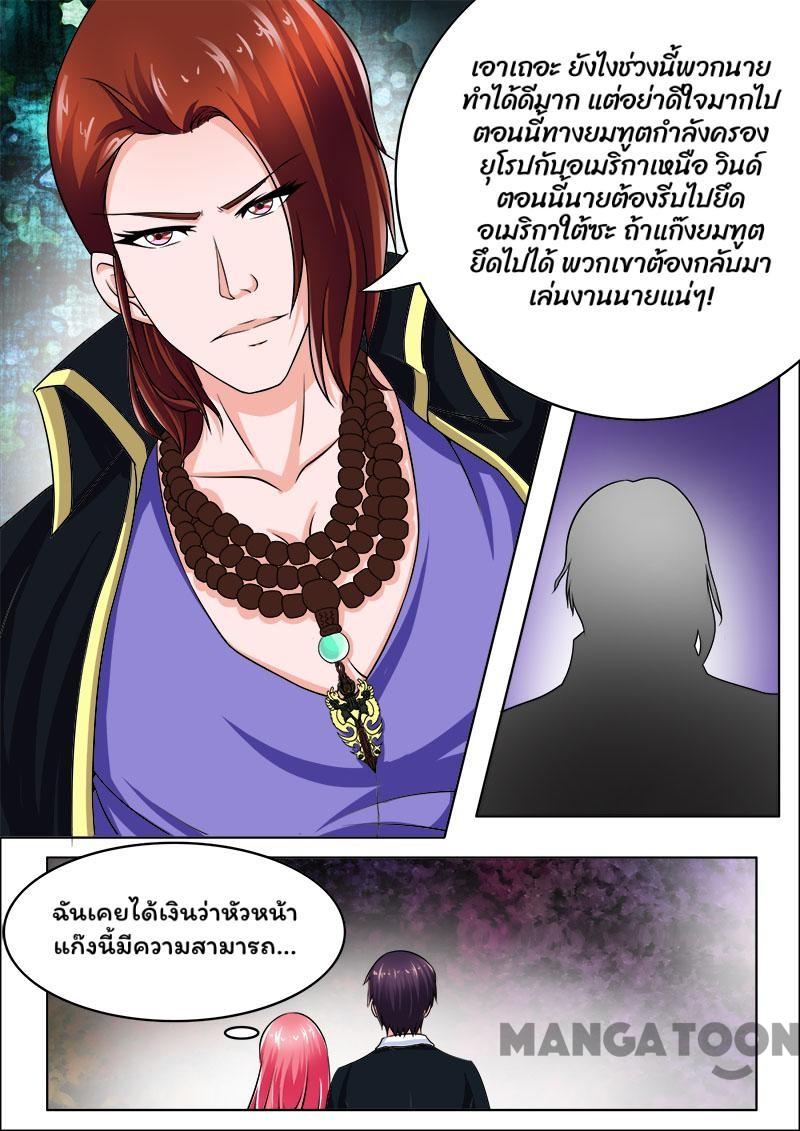 เอาเถอะ ยังไงช่วงนี้พวกนาย
ทำได้ดีมาก แต่อย่าดีใจมากไป
ตอนนี้ทางยมทูตกำลังครอง
ยุโรปกับอเมริกาเหนือ วินด์
ตอนนี้นายต้องรีบไปยึด
อเมริกาใต้ซะ ถ้าแก๊งยมทูต
ยึดไปได้ พวกเขาต้องกลับมา
เล่นงานนายแน่ๆ!
ฉันเคยได้เงินว่าหัวหน้า
แก๊งนี้มีความสามารถ...
MANGATOON